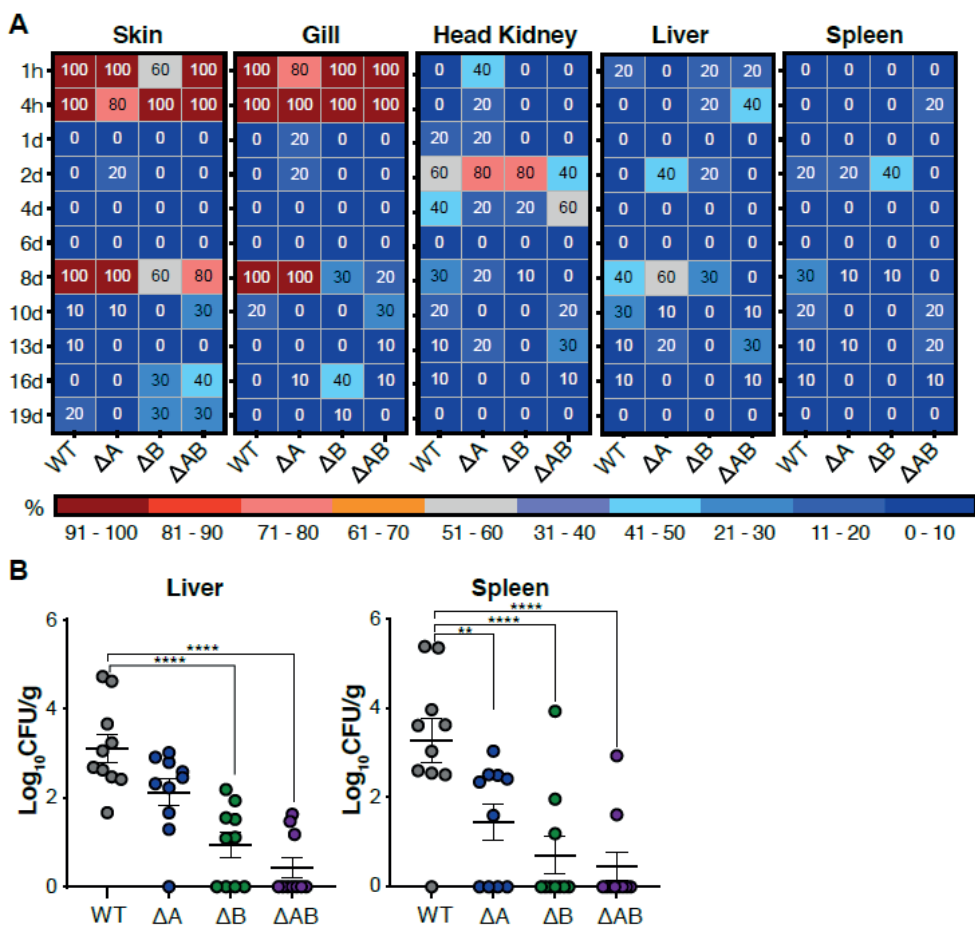 A
Skin Gill Head Kidney Liver Spleen
1h 100 100 60 100 100 80 100 100 0 40 0 0 20 0 20 20 0 0 0 0
4h 100 80 100 100 100 100 100 100 0 20 0 0 0 0 20 40 0 0 0 20
1d 0 0 0 0 0 20 0 0 20 20 0 0 0 0 0 0 0 0 0 0
2d 0 20 0 0 0 20 0 0 60 80 80 40 0 40 20 0 20 20 40 0
4d 0 0 0 0 0 0 0 0 40 20 20 60 0 0 0 0 0 0 0 0
6d 0 0 0 0 0 0 0 0 0 0 0 0 0 0 0 0 0 0 0 0
8d 100 100 60 80 100 100 30 20 30 20 10 0 40 60 30 0 30 10 10 0
10d 10 10 0 30 20 0 0 30 20 0 0 20 30 10 0 10 20 0 0 20
13d 10 0 0 0 0 0 0 10 10 20 0 30 10 20 0 30 10 10 0 20
16d 0 0 30 40 0 10 40 10 10 0 0 10 10 0 0 10 10 0 0 10
19d 20 0 30 30 0 0 10 0 0 0 0 0 0 0 0 0 0 0 0 0
WT ΔA ΔB ΔAB WT ΔA ΔB ΔAB WT ΔA ΔB ΔAB WT ΔA ΔB ΔAB WT ΔA ΔB ΔAB
%
91 - 100 81 - 90 71 - 80 61 - 70 51 - 60 31 - 40 41 - 50 21 - 30 11 - 20 0 - 10
B
Liver
Log₁₀CFU/g
6
4
2
0
****
****
WT ΔA ΔB ΔAB
Spleen
Log₁₀CFU/g
6
4
2
0
****
****
**
WT ΔA ΔB ΔAB